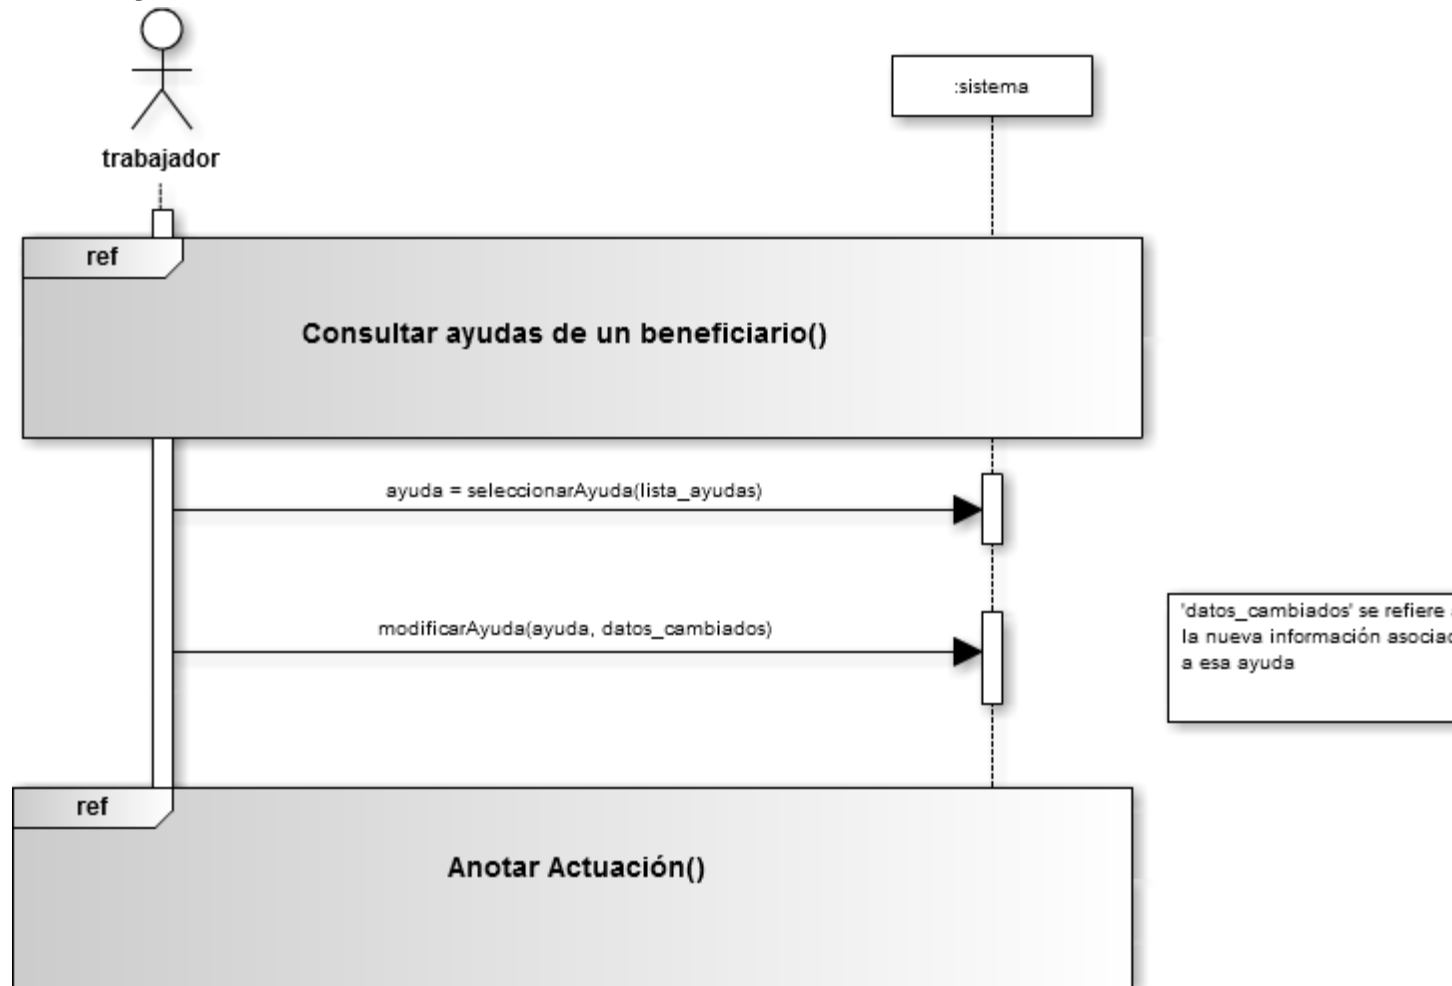 trabajador
:sistema
ref
Consultar ayudas de un beneficiario()
ayuda = seleccionarAyuda(lista_ayudas)
modificarAyuda(ayuda, datos_cambiados)
'datos_cambiados' se refiere
la nueva información
a esa ayuda
ref
Anotar Actuación()